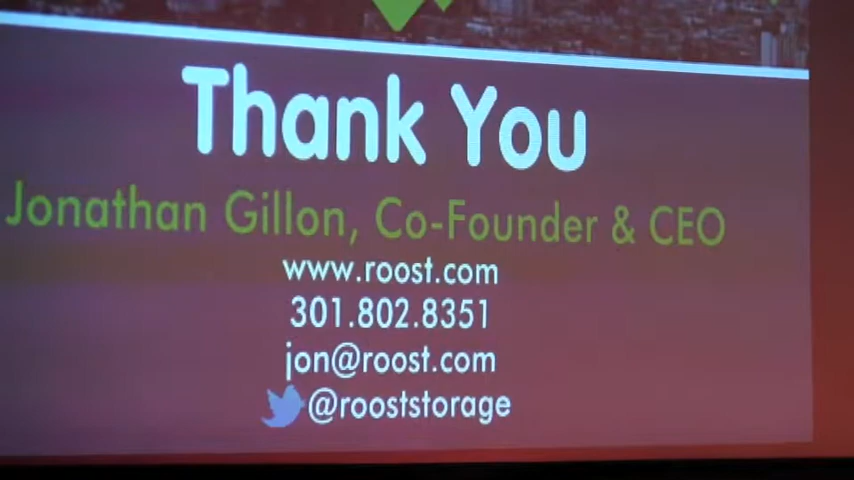 Thank You
Jonathan Gillon, Co-Founder & CEO
www.roost.com
301.802.8351
jon@roost.com
@rooststorage